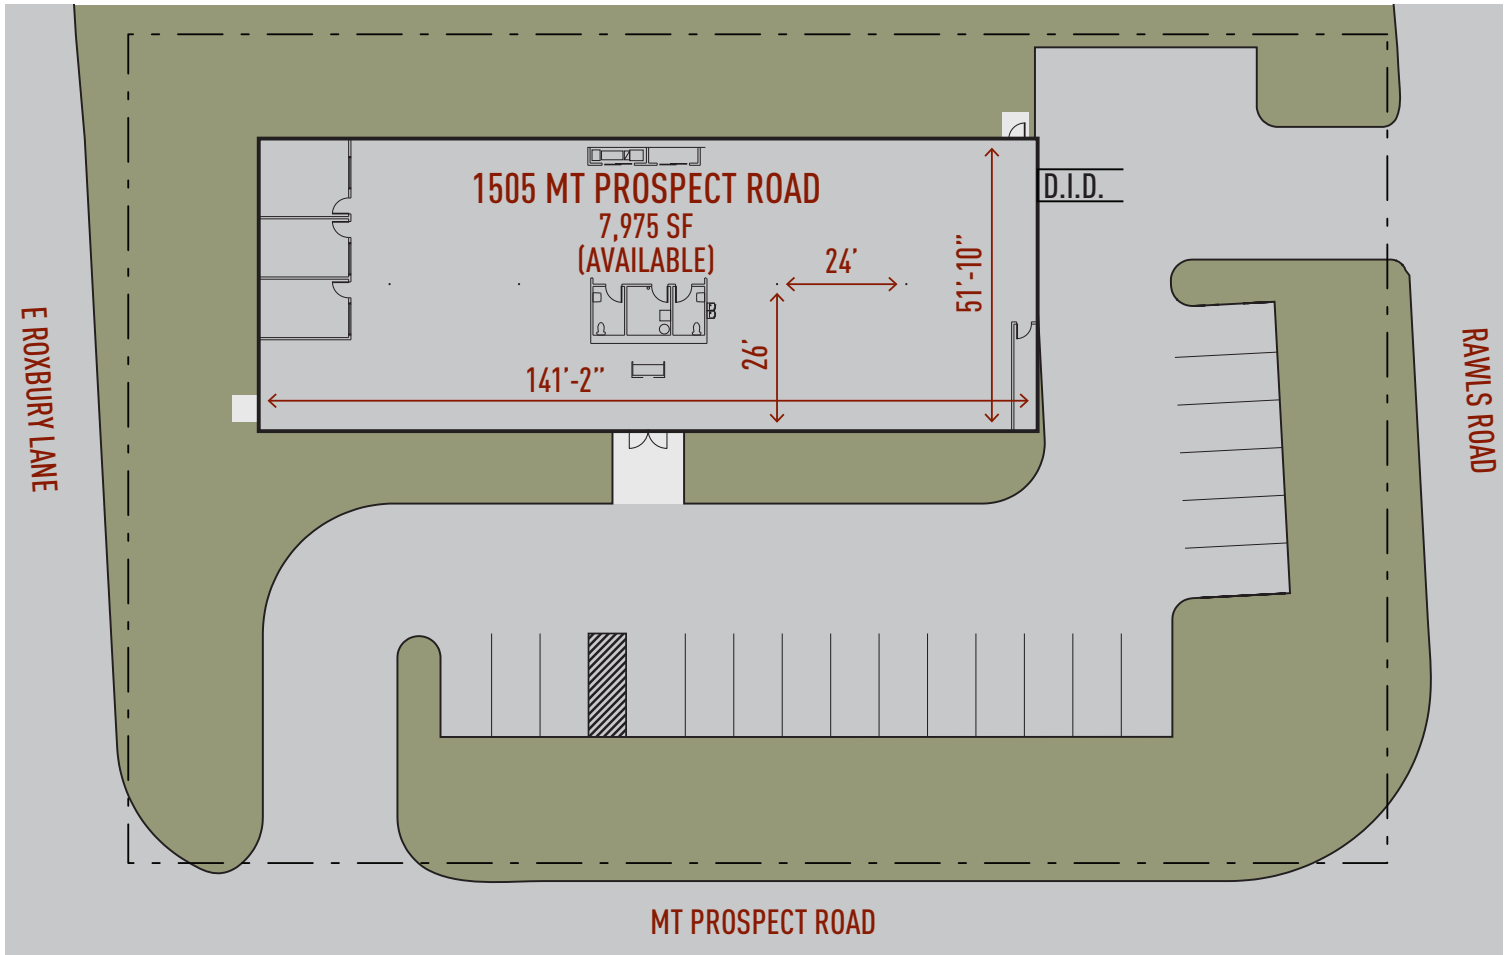 1505 MT PROSPECT ROAD
7,975 SF
(AVAILABLE)
D.I.D.
24'
51'-10"
26'
141'-2"
E ROXBURY LANE
RAWLS ROAD
MT PROSPECT ROAD